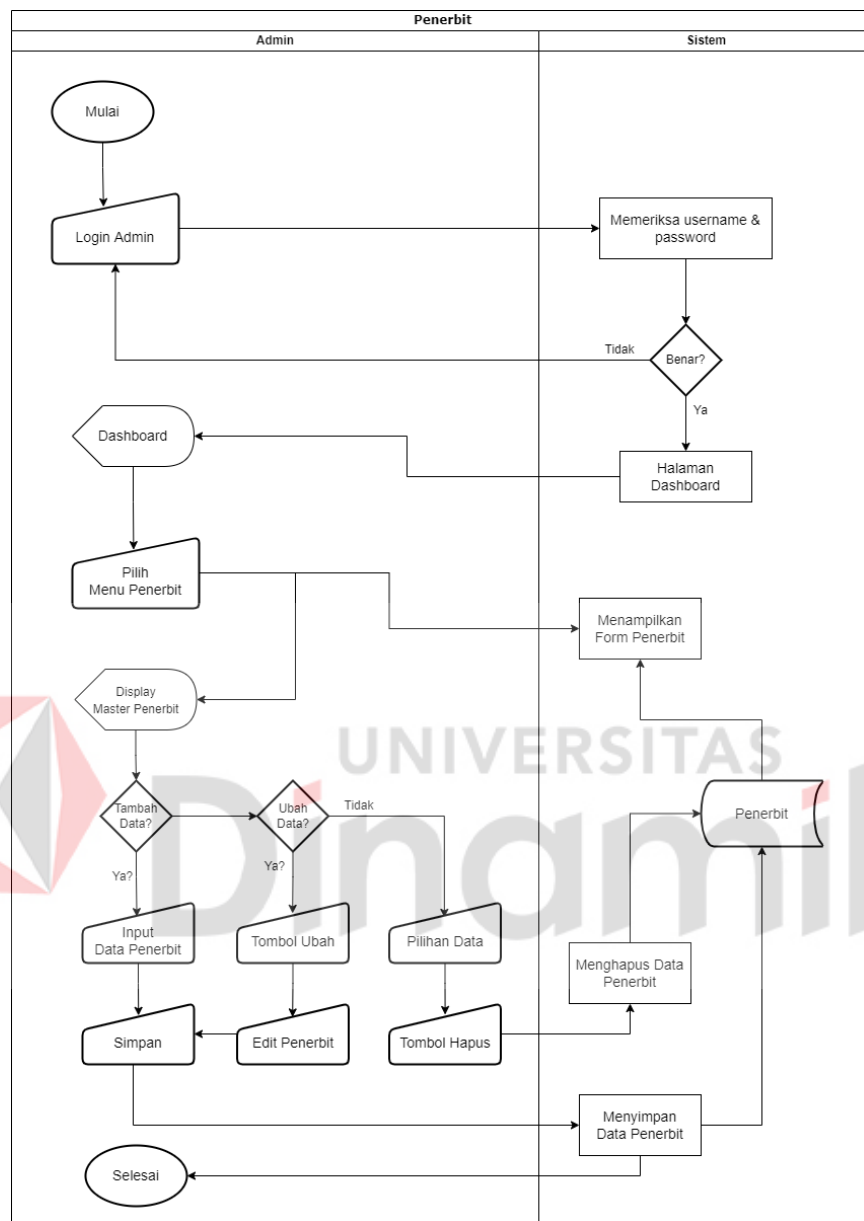 Penerbit
Admin
Sistem
Mulai
Login Admin
Memeriksa username &
password
Tidak
Benar?
Ya
Dashboard
Halaman
Dashboard
Pilih
Menu Penerbit
Menampilkan
Form Penerbit
Display
Master Penerbit
UNIVERSITAS
Dinamik
Tambah
Data?
Ubah
Data?
Tidak
Penerbit
Ya?
Ya?
Input
Data Penerbit
Tombol Ubah
Pilihan Data
Menghapus Data
Penerbit
Simpan
Edit Penerbit
Tombol Hapus
Menyimpan
Data Penerbit
Selesai